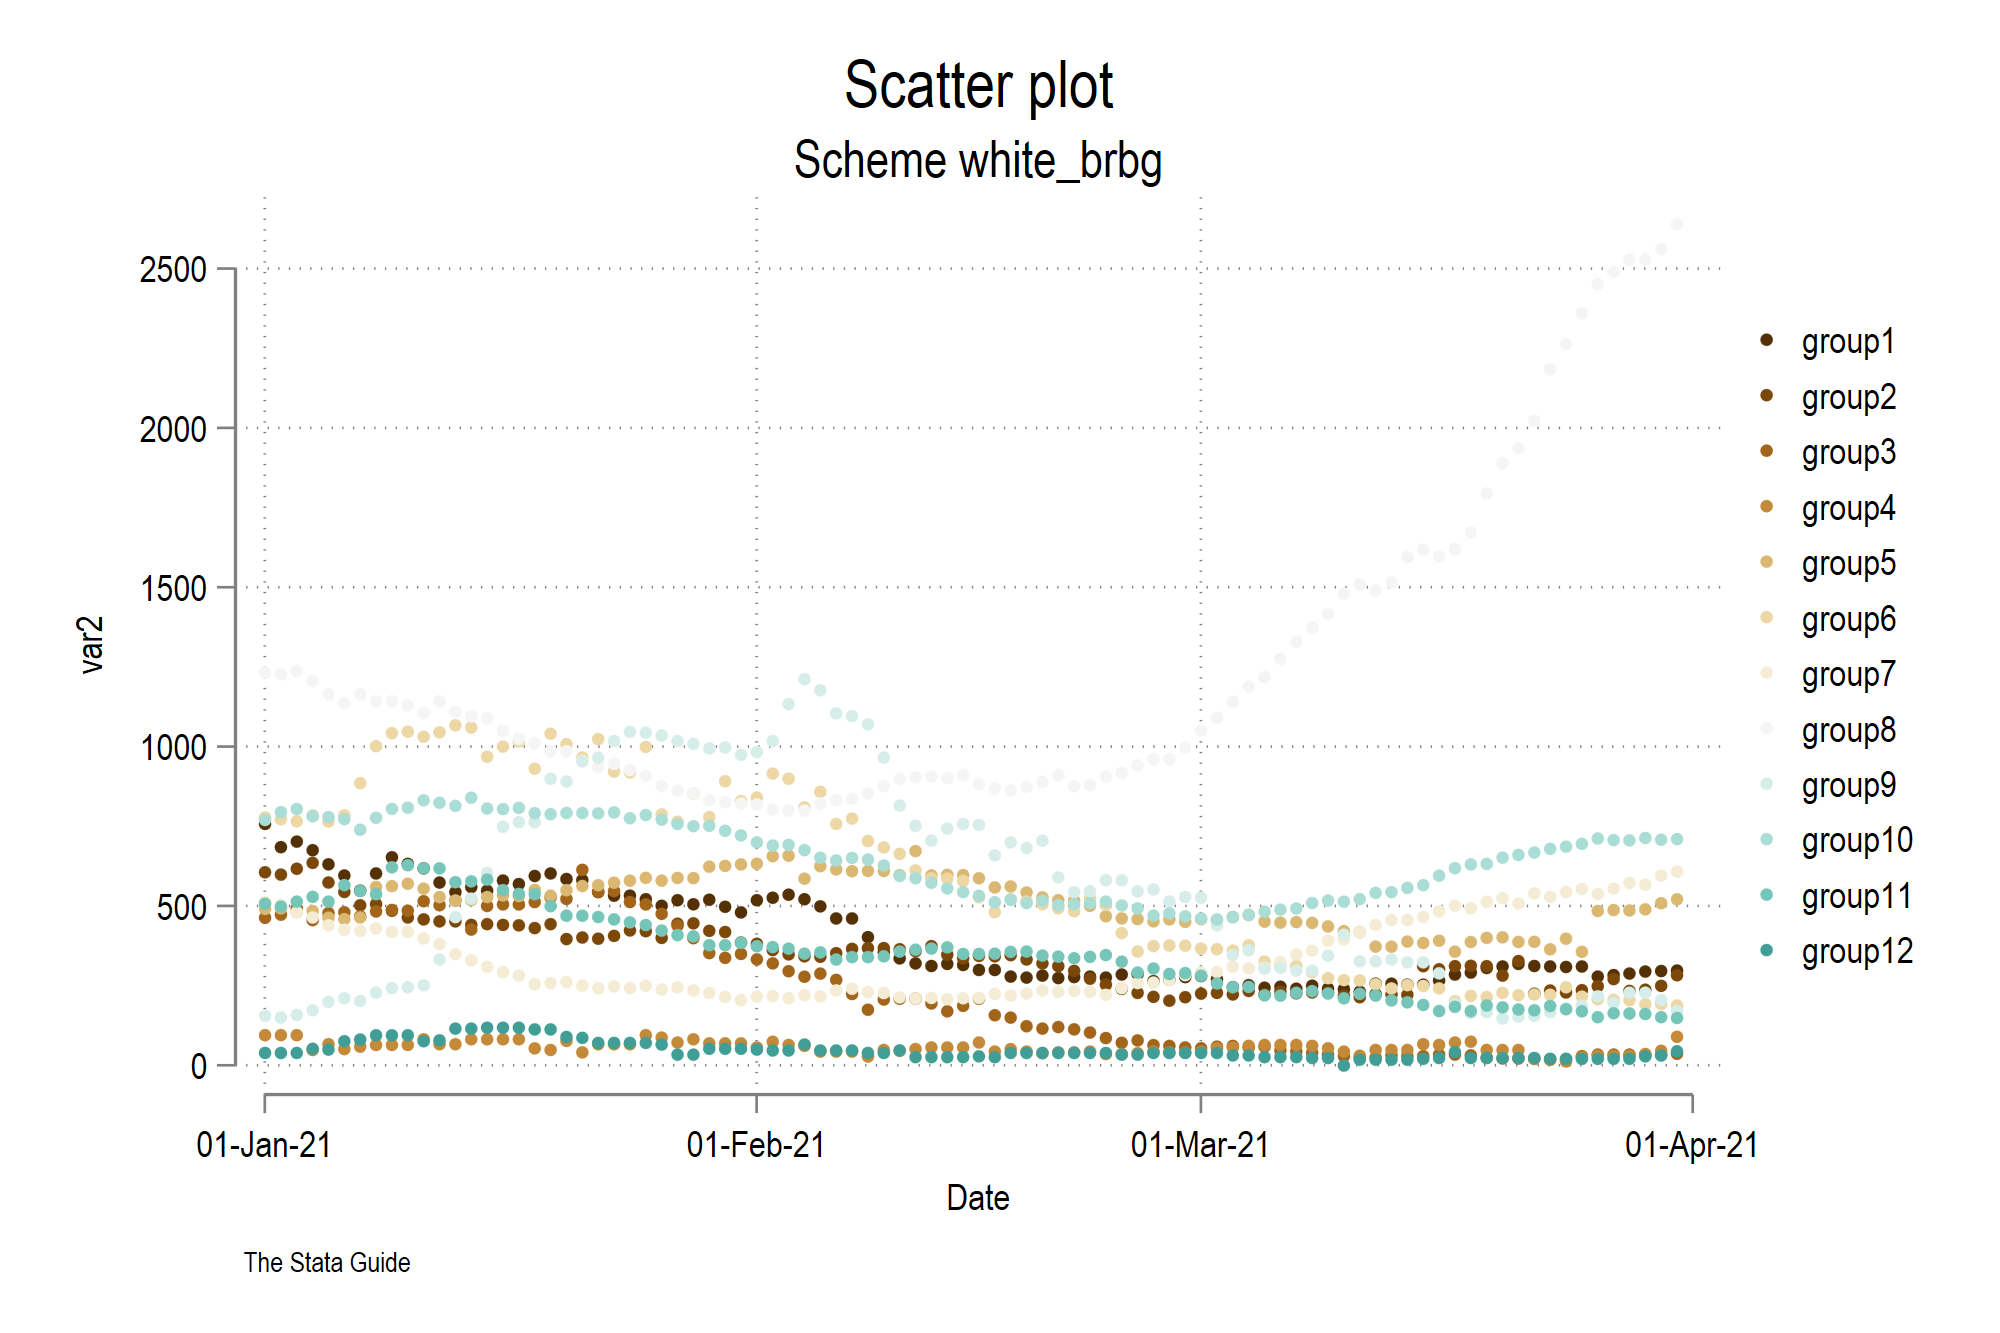 Scatter plot
Scheme white_brbg
2500
2000
1500
1000
500
0
var2
01-Jan-21
01-Feb-21
01-Mar-21
01-Apr-21
Date
group1
group2
group3
group4
group5
group6
group7
group8
group9
group10
group11
group12
The Stata Guide